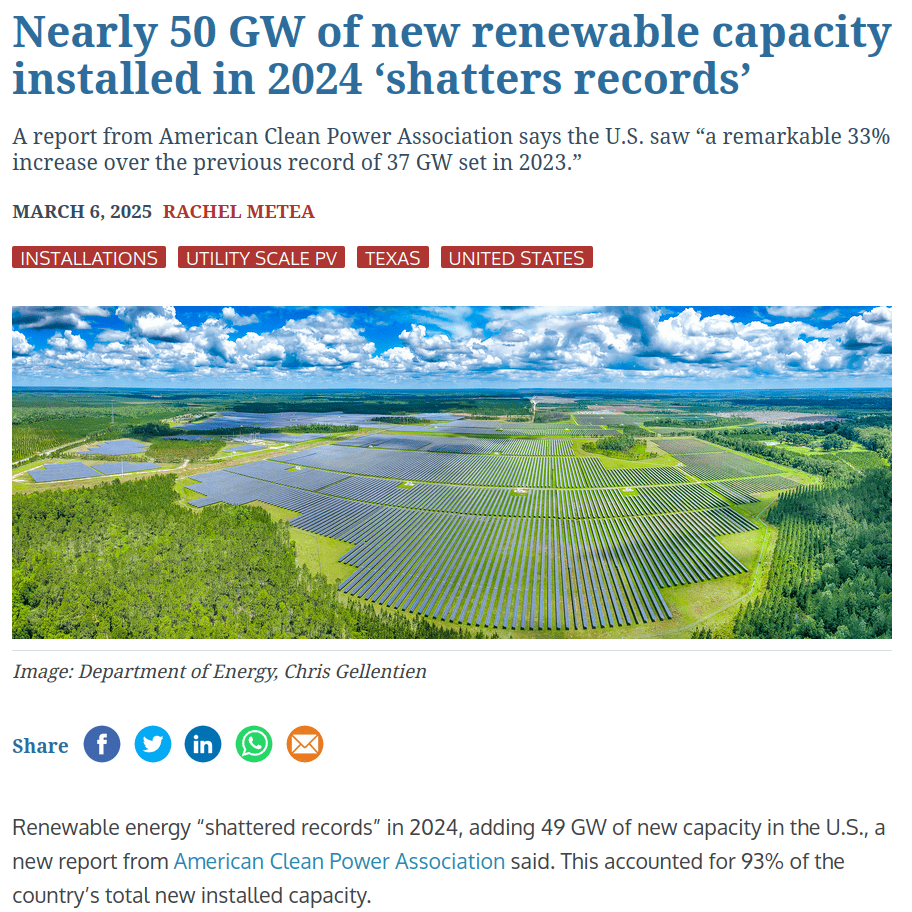 Nearly 50 GW of new renewable capacity
installed in 2024 ‘shatters records’
A report from American Clean Power Association says the U.S. saw “a remarkable 33%
increase over the previous record of 37 GW set in 2023.”
MARCH 6, 2025 RACHEL METEA
INSTALLATIONS UTILITY SCALE PV TEXAS UNITED STATES
Image: Department of Energy, Chris Gellentien
Share f in
Renewable energy “shattered records” in 2024, adding 49 GW of new capacity in the U.S., a
new report from American Clean Power Association said. This accounted for 93% of the
country’s total new installed capacity.